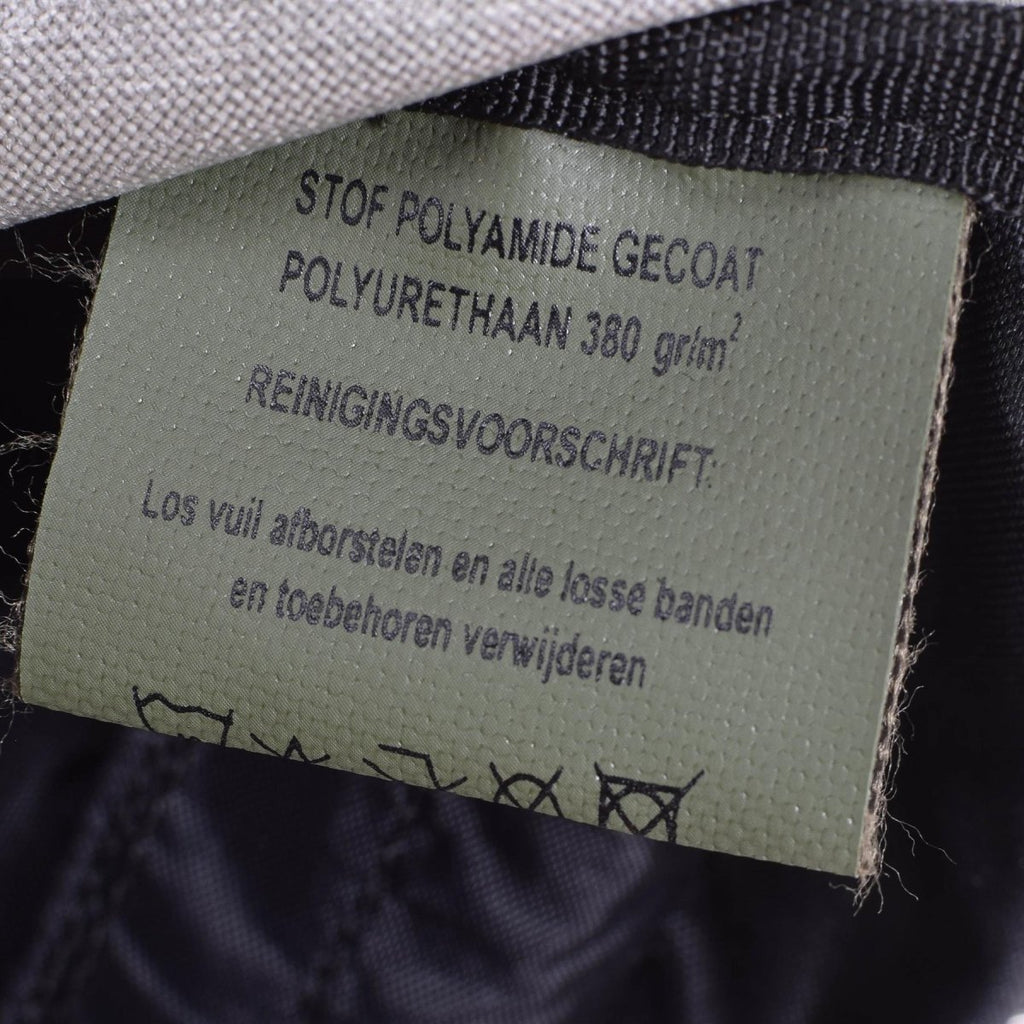 STOF POLYAMIDE GECOAT
POLYURETHAAN 380 gr/m²
REINIGINGSVOORSCHRIFT:
Los vuil afborstelen en alle losse banden
en toebehoren verwijderen